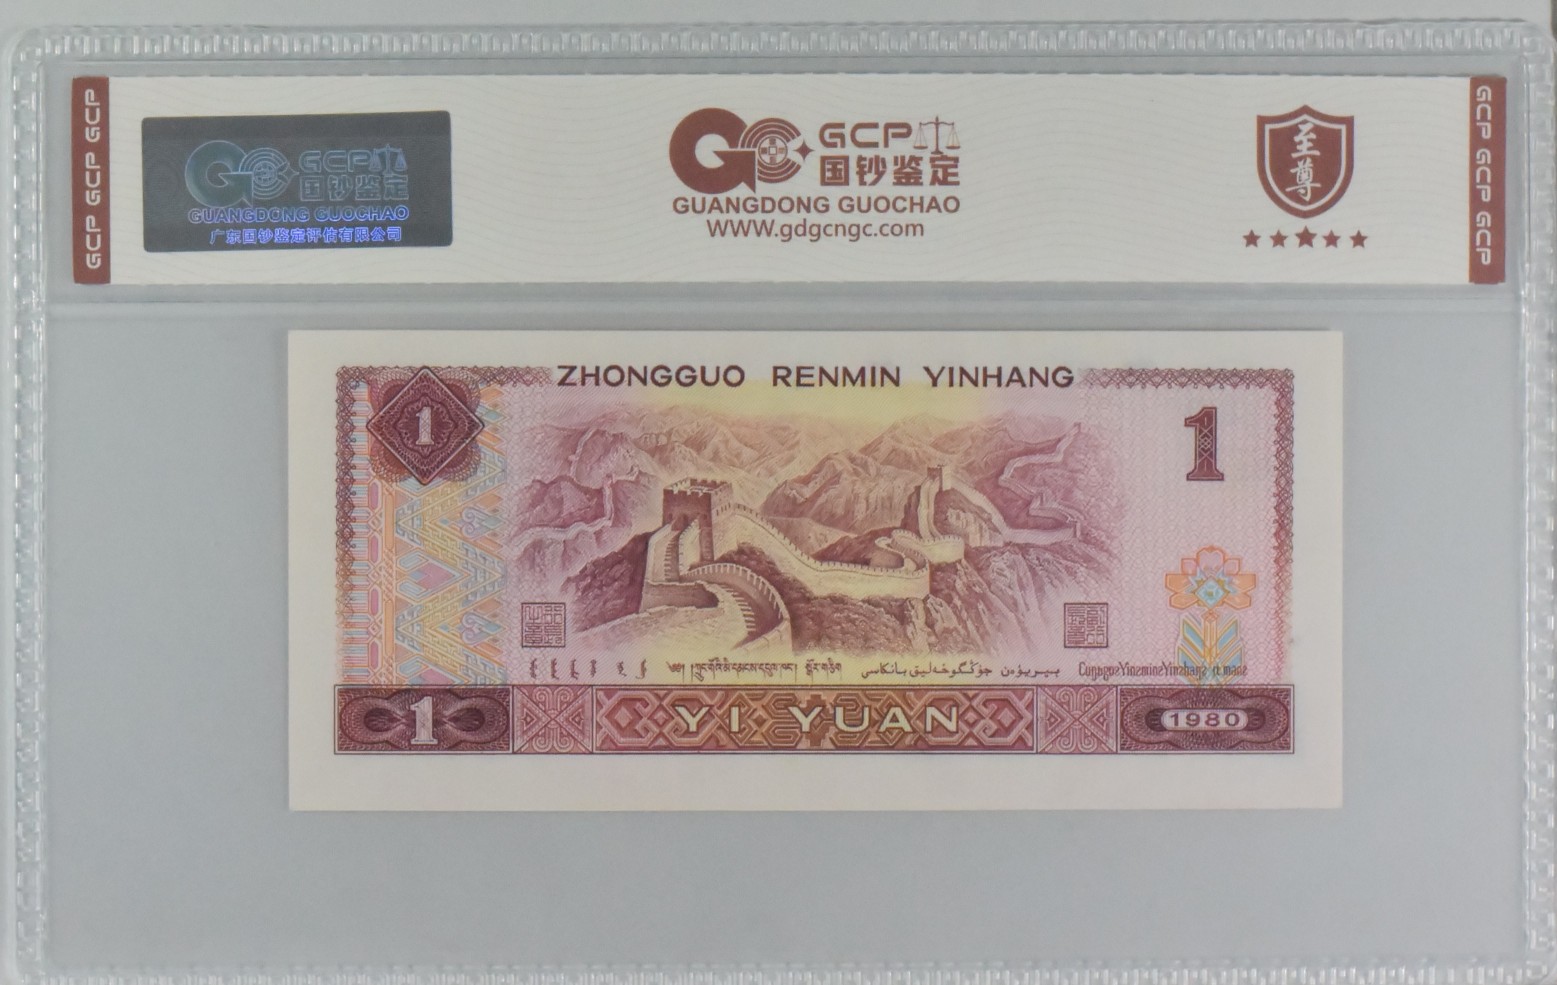 GCP GCP GCP
GCP
国钞鉴定
GUANGDONG GUOCHAO
广东国钞鉴定评估有限公司
GCP
国钞鉴定
GUANGDONG GUOCHAO
WWW.gdgcngc.com
至尊
GCP GCP GCP
ZHONGGUO RENMIN YINHANG
1
1
1
YI YUAN
1980